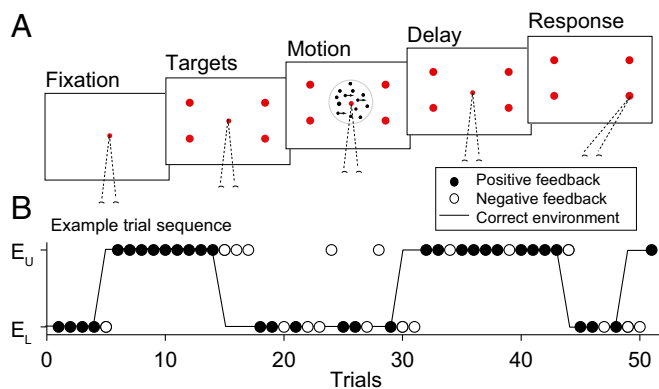 A
Fixation
Targets
Motion
Delay
Response
Positive feedback
Negative feedback
Correct environment
B
Example trial sequence
E_U
E_L
0 10 20 30 40 50
Trials